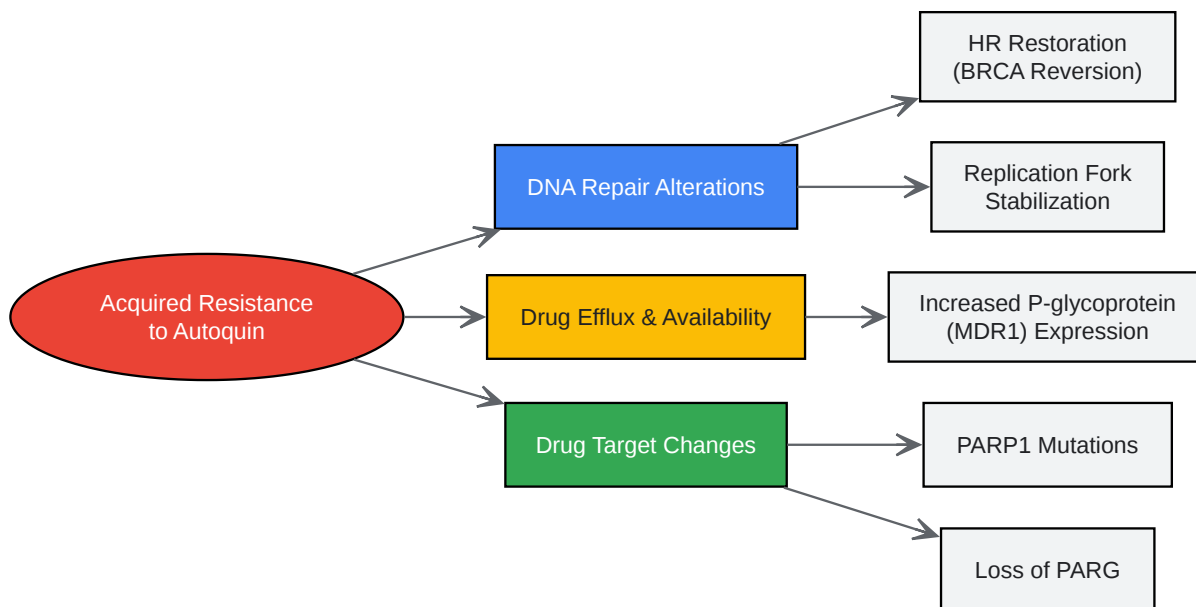 HR Restoration
(BRCA Reversion)
DNA Repair Alterations
Replication Fork
Stabilization
Acquired Resistance
to Autoquin
Drug Efflux & Availability
Increased P-glycoprotein
(MDR1) Expression
Drug Target Changes
PARP1 Mutations
Loss of PARG